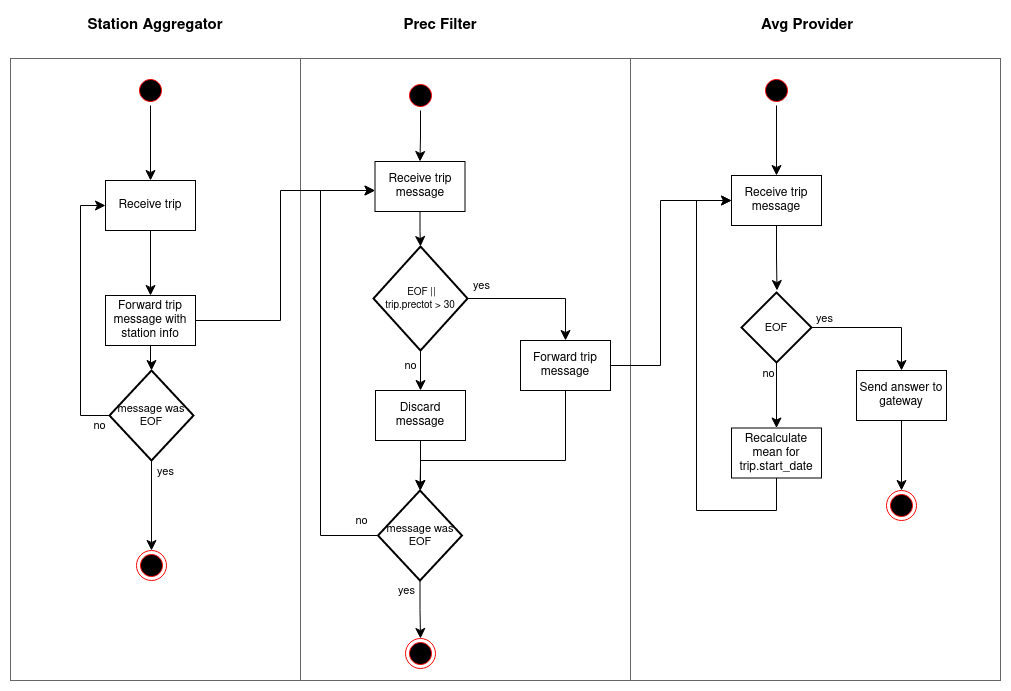 Station Aggregator
Prec Filter
Avg Provider
Receive trip
Forward trip
message with
station info
message was
EOF
no
yes
Receive trip
message
EOF ||
trip.prectot > 30
yes
no
Forward trip
message
Discard
message
message was
EOF
no
yes
Receive trip
message
EOF
yes
no
Send answer to
gateway
Recalculate
mean for
trip.start_date